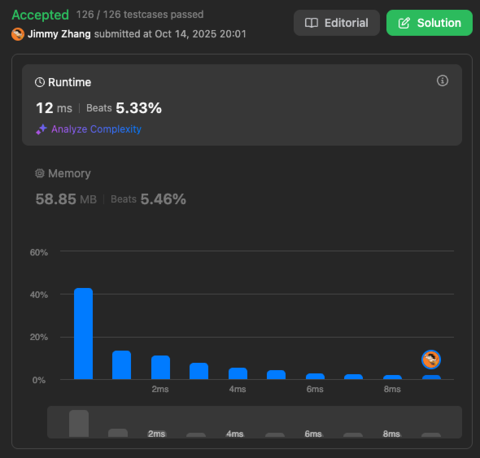 Accepted 126 / 126 testcases passed
Editorial
Solution
Jimmy Zhang submitted at Oct 14, 2025 20:01
Runtime
12 ms | Beats 5.33%
Analyze Complexity
Memory
58.85 MB | Beats 5.46%
60%
40%
20%
0%
2ms 4ms 6ms 8ms
2ms 4ms 6ms 8ms